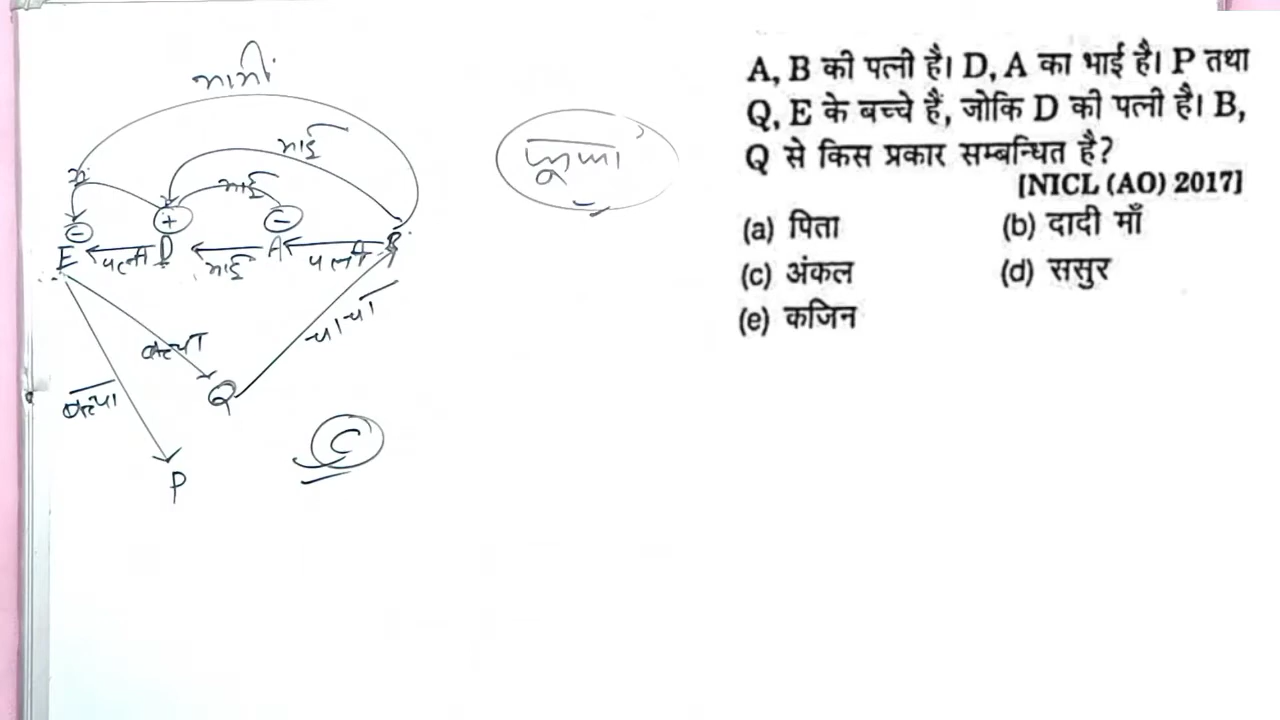 A, B की पत्नी है। D, A का भाई है। P तथा
Q, E के बच्चे हैं, जोकि D की पत्नी है। B,
Q से किस प्रकार सम्बन्धित है?
[NICL (AO) 2017]
(a) पिता (b) दादी माँ
(c) अंकल (d) ससुर
(e) कजिन
भाई
भाई
- + -
E पत्नी D भाई A पत्नी B
चाचा
बच्चा
बच्चा Q
C
P